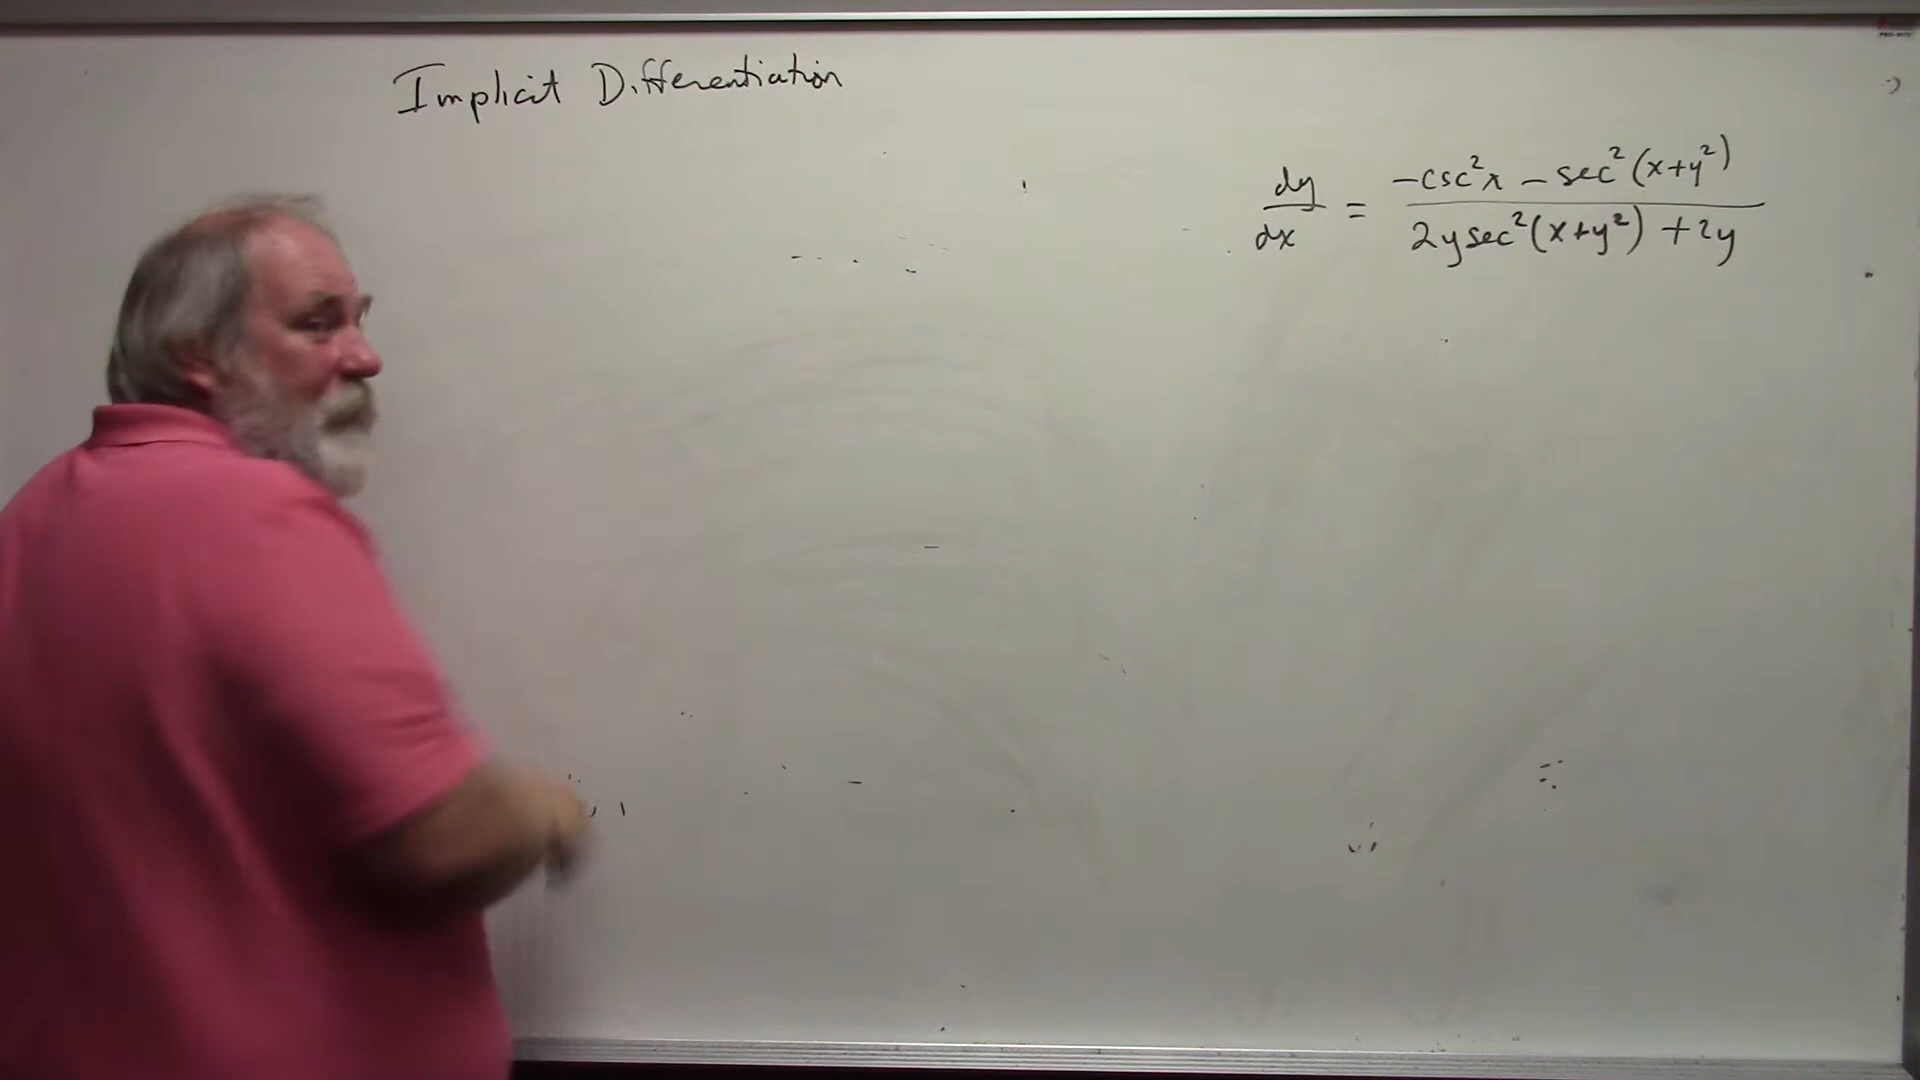 Implicit Differentiation
dy/dx = (-csc²x - sec²(x+y²))/(2y sec²(x+y²) + 2y)